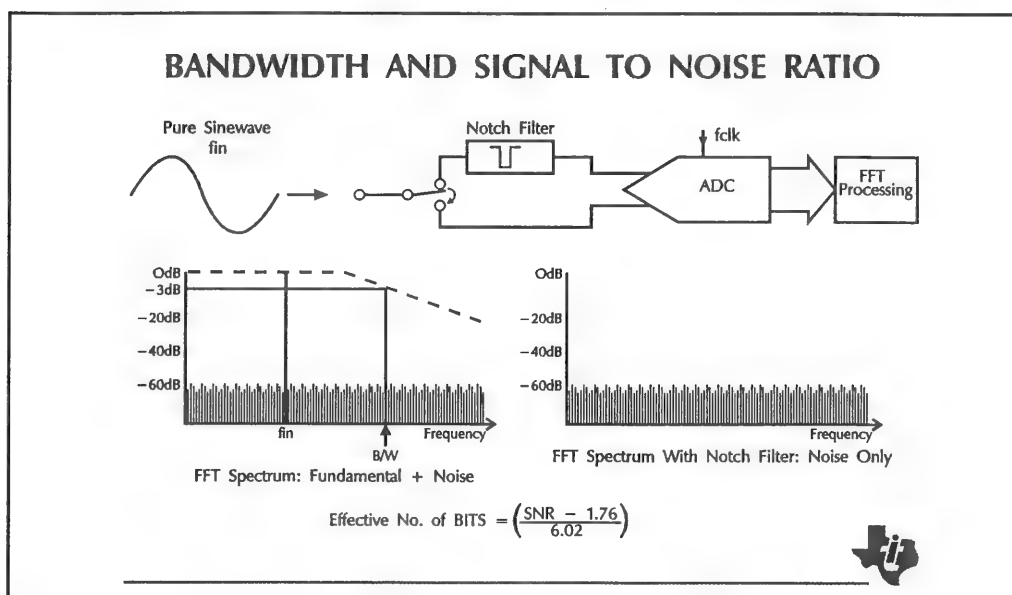 BANDWIDTH AND SIGNAL TO NOISE RATIO
Pure Sinewave
fin
Notch Filter
fclk
ADC
FFT
Processing
0dB
-3dB
-20dB
-40dB
-60dB
fin
Frequency
B/W
FFT Spectrum: Fundamental + Noise
0dB
-20dB
-40dB
-60dB
Frequency
FFT Spectrum With Notch Filter: Noise Only
Effective No. of BITS = (SNR - 1.76 / 6.02)